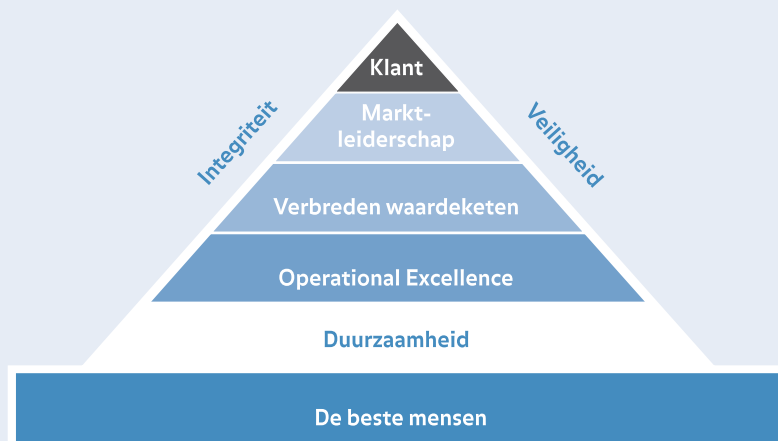 Klant
Integriteit
Veiligheid
Markt-
leiderschap
Verbreden waardeketen
Operational Excellence
Duurzaamheid
De beste mensen